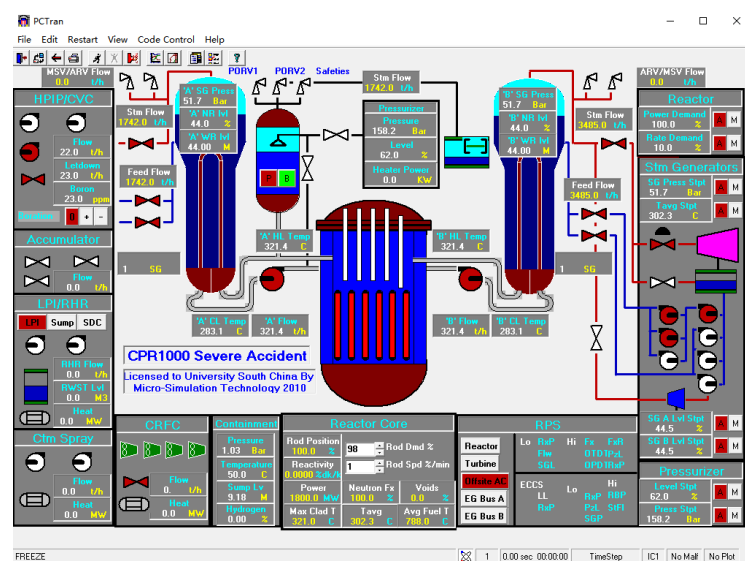 PCTran
File Edit Restart View Code Control Help
PORV1 PORV2 Safeties
MSV/ARV Flow
0.0 t/h
ARV/MSV Flow
0.0 t/h
HPIP/CVC
Flow
22.0 t/h
Letdown
23.0 t/h
Boron
23.0 ppm
0 + -
Accumulator
Flow
0.0 t/h
LPI/RHR
LPI Sump SDC
RHR Flow
0.0 t/h
RWST Lvl
0.0 M3
Heat
0.0 MW
Ctm Spray
Flow
0.0 t/h
Heat
0.0 MW
Stm Flow
1742.0 t/h
Feed Flow
1742.0 t/h
1 SG
'A' SG Press
51.7 Bar
'A' NR lvl
44.0 %
'A' WR lvl
44.00 M
P B
Stm Flow
1742.0 t/h
Pressurizer
Pressure
158.2 Bar
Level
62.0 %
Heater Power
0.0 KW
'B' SG Press
51.7 Bar
'B' NR lvl
44.0 %
'B' WR lvl
44.00 M
Stm Flow
3485.0 t/h
Feed Flow
3485.0 t/h
1 SG
'A' HL Temp
321.4 C
'B' HL Temp
321.4 C
'A' CL Temp
283.1 C
'A' Flow
321.4 t/h
'B' Flow
321.4 t/h
'B' CL Temp
283.1 C
CPR1000 Severe Accident
Licensed to University South China By
Micro-Simulation Technology 2010
Reactor
Power Demand
100.0 % A M
Rate Demand
100.0 % A M
Stm Generators
SG Press Stpt
51.7 Bar A M
Tavg Stpt
302.3 C A M
SG A Lvl Stpt
44.5 % A M
SG B Lvl Stpt
44.5 % A M
Pressurizer
Level Stpt
62.0 % A M
Press Stpt
158.2 Bar A M
CRFC
Flow
0. t/h
Heat
0.0 MW
Containment
Pressure
1.03 Bar
Temperature
50.0 C
Sump Lv
9.18 M
Hydrogen
0.00 %
Reactor Core
Rod Position
100.0 %
98 Rod Dmd %
Reactivity
0.0000 %dk/k
1 Rod Spd %/min
Power
1800.0 MW
Neutron Fx
100.0 %
Voids
0.0 %
Max Clad T
321.0 C
Tavg
302.3 C
Avg Fuel T
788.0 C
Reactor
Turbine
Offsite AC
EG Bus A
EG Bus B
RPS
Lo RxP Hi Fx FxR
Flw OTDT PzL
SGL OPDT RxP
ECCS Lo Hi
LL RxP RBP
RxP PzL StFl
SGP
FREEZE
1 0.00 sec 00:00:00 TimeStep IC1 No Malf No Plot